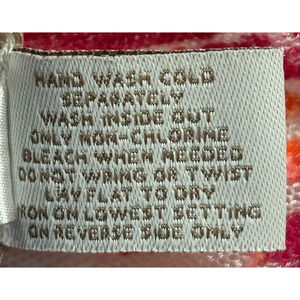 HAND WASH COLD
SEPARATELY
WASH INSIDE OUT
ONLY NON-CHLORINE
BLEACH WHEN NEEDED
DO NOT WRING OR TWIST
LAY FLAT TO DRY
IRON ON LOWEST SETTING
ON REVERSE SIDE ONLY